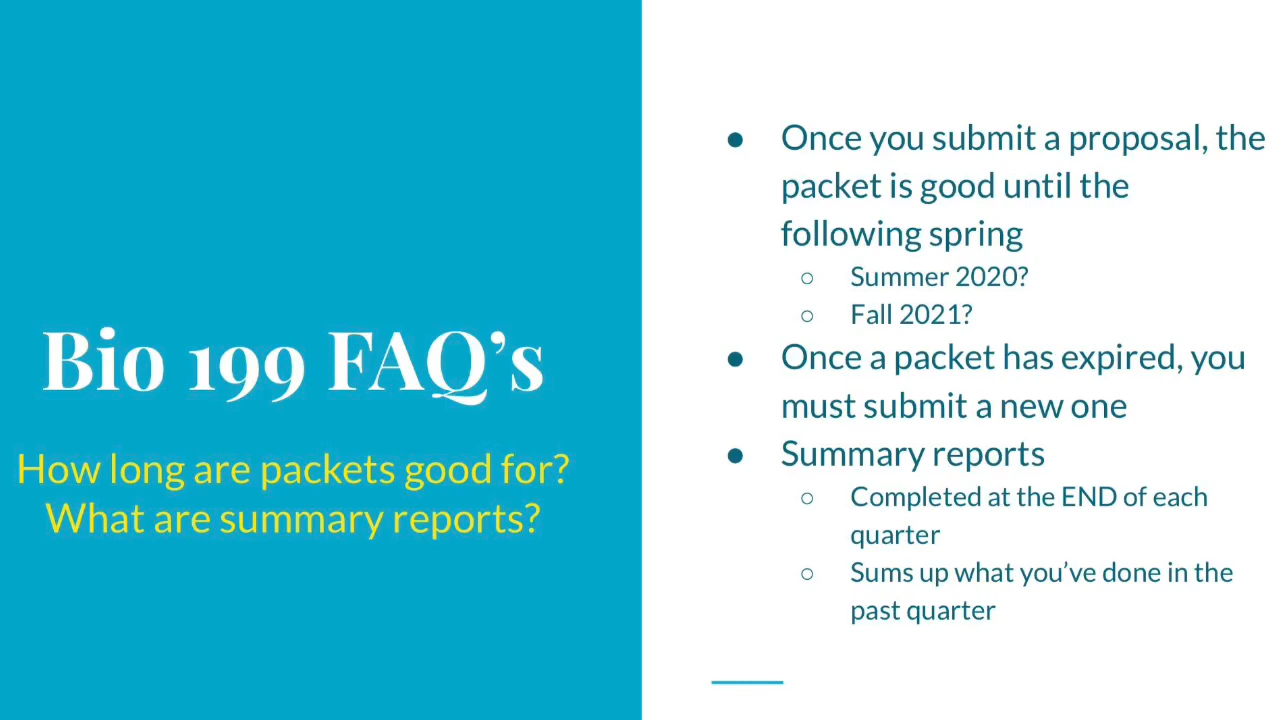 Bio 199 FAQ’s
How long are packets good for?
What are summary reports?
● Once you submit a proposal, the
packet is good until the
following spring
○ Summer 2020?
○ Fall 2021?
● Once a packet has expired, you
must submit a new one
● Summary reports
○ Completed at the END of each
quarter
○ Sums up what you’ve done in the
past quarter